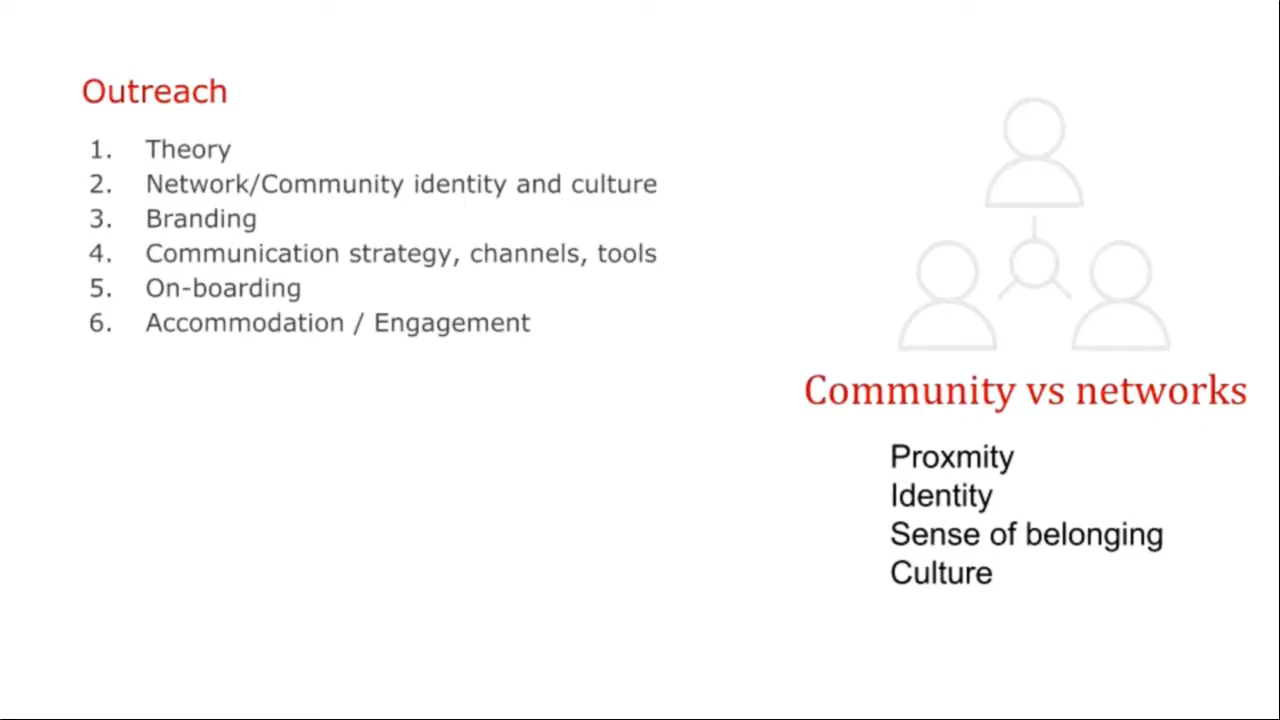 Outreach
1. Theory
2. Network/Community identity and culture
3. Branding
4. Communication strategy, channels, tools
5. On-boarding
6. Accommodation / Engagement
Community vs networks
Proxmity
Identity
Sense of belonging
Culture